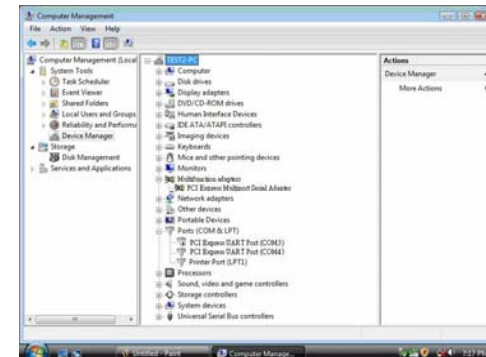 Computer Management
File Action View Help
Computer Management (Local
System Tools
Task Scheduler
Event Viewer
Shared Folders
Local Users and Groups
Reliability and Performa
Device Manager
Storage
Disk Management
Services and Applications
TEST2-PC
Computer
Disk drives
Display adapters
DVD/CD-ROM drives
Human Interface Devices
IDE ATA/ATAPI controllers
Imaging devices
Keyboards
Mice and other pointing devices
Monitors
Multifunction adapters
PCI Express Multiport Serial Adapter
Network adapters
Other devices
Portable Devices
Ports (COM & LPT)
PCI Express UART Port (COM3)
PCI Express UART Port (COM4)
Printer Port (LPT1)
Processors
Sound, video and game controllers
Storage controllers
System devices
Universal Serial Bus controllers
Actions
Device Manager
More Actions
Untitled - Paint
Computer Manage...
7:37 PM